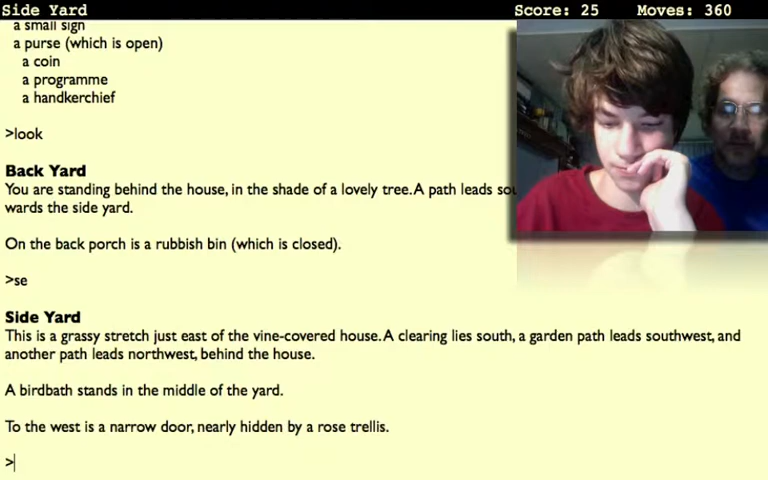 Side Yard Score: 25 Moves: 360
a small sign
a purse (which is open)
a coin
a programme
a handkerchief
>look
Back Yard
You are standing behind the house, in the shade of a lovely tree. A path leads
wards the side yard.
On the back porch is a rubbish bin (which is closed).
>se
Side Yard
This is a grassy stretch just east of the vine-covered house. A clearing lies south, a garden path leads southwest, and
another path leads northwest, behind the house.
A birdbath stands in the middle of the yard.
To the west is a narrow door, nearly hidden by a rose trellis.
>